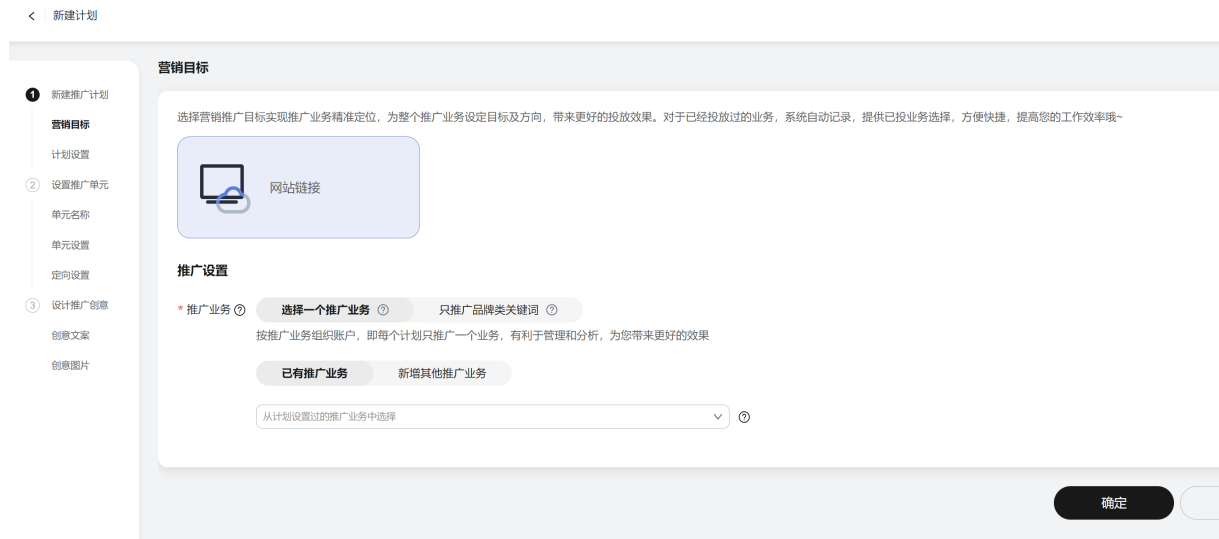 新建计划
1 新建推广计划
营销目标
计划设置
2 设置推广单元
单元名称
单元设置
定向设置
3 设计推广创意
创意文案
创意图片
营销目标
选择营销推广目标实现推广业务精准定位，为整个推广业务设定目标及方向，带来更好的投放效果。对于已经投放过的业务，系统自动记录，提供已投业务选择，方便快捷，提高您的工作效率哦~
网站链接
推广设置
* 推广业务 ? 选择一个推广业务 ? 只推广品牌类关键词 ?
按推广业务组织账户，即每个计划只推广一个业务，有利于管理和分析，为您带来更好的效果
已有推广业务 新增其他推广业务
从计划设置过的推广业务中选择 ?
确定